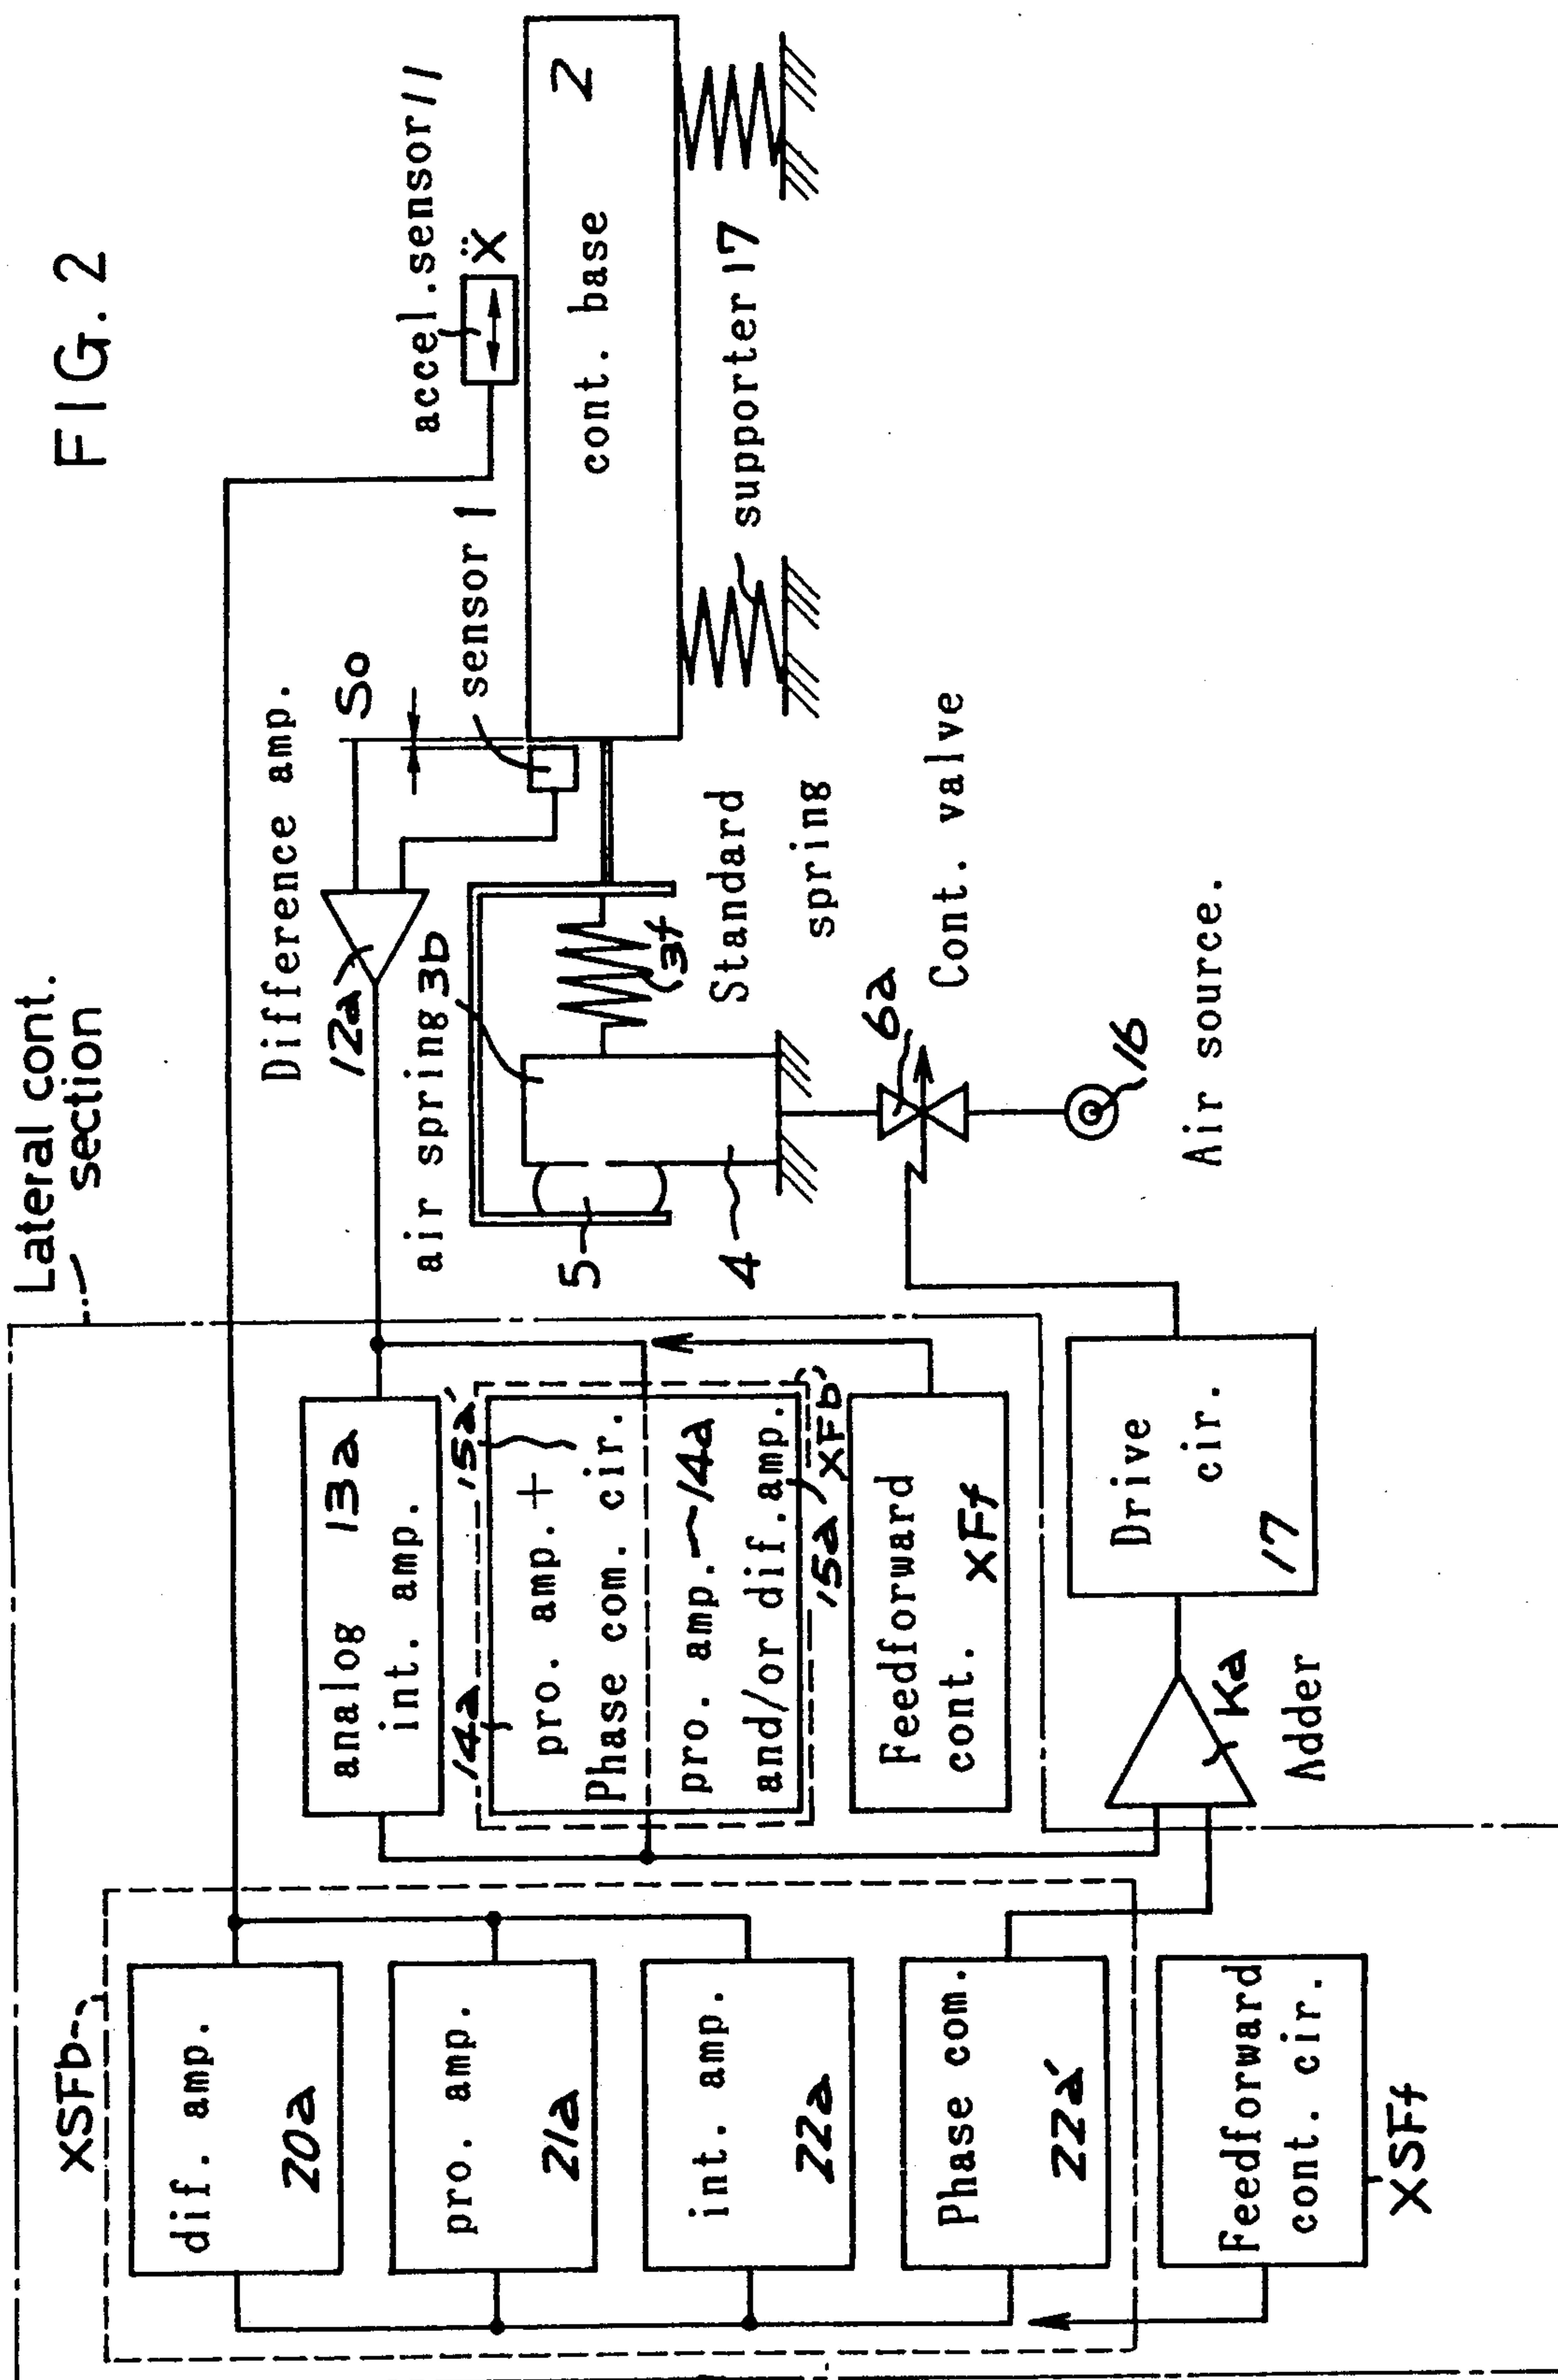 FIG. 2
Lateral cont.
section
XSFb
dif. amp.
20a
pro. amp.
21a
int. amp.
22a
Phase com.
22a'
Feedforward
cont. cir.
XSFf
analog 13a
int. amp.
14a
15a'
pro. amp. +
Phase com. cir.
pro. amp. 14a
and/or dif. amp.
15a
XFb'
Feedforward
cont. XFf
Adder
Ka
Drive
cir.
17
Difference amp.
12a
So
air spring 3b
sensor 1
accel. sensor 11
Ẍ
cont. base 2
supporter 17
5
4
3f
Standard
spring
6a
Cont. valve
16
Air source.